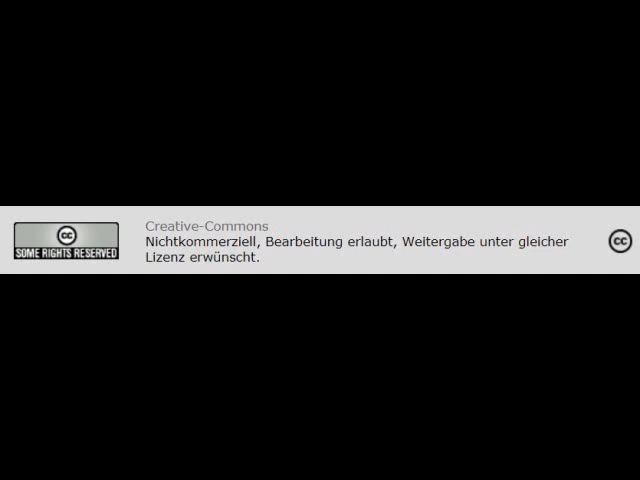 cc
SOME RIGHTS RESERVED
Creative-Commons
Nichtkommerziell, Bearbeitung erlaubt, Weitergabe unter gleicher
Lizenz erwünscht.
cc